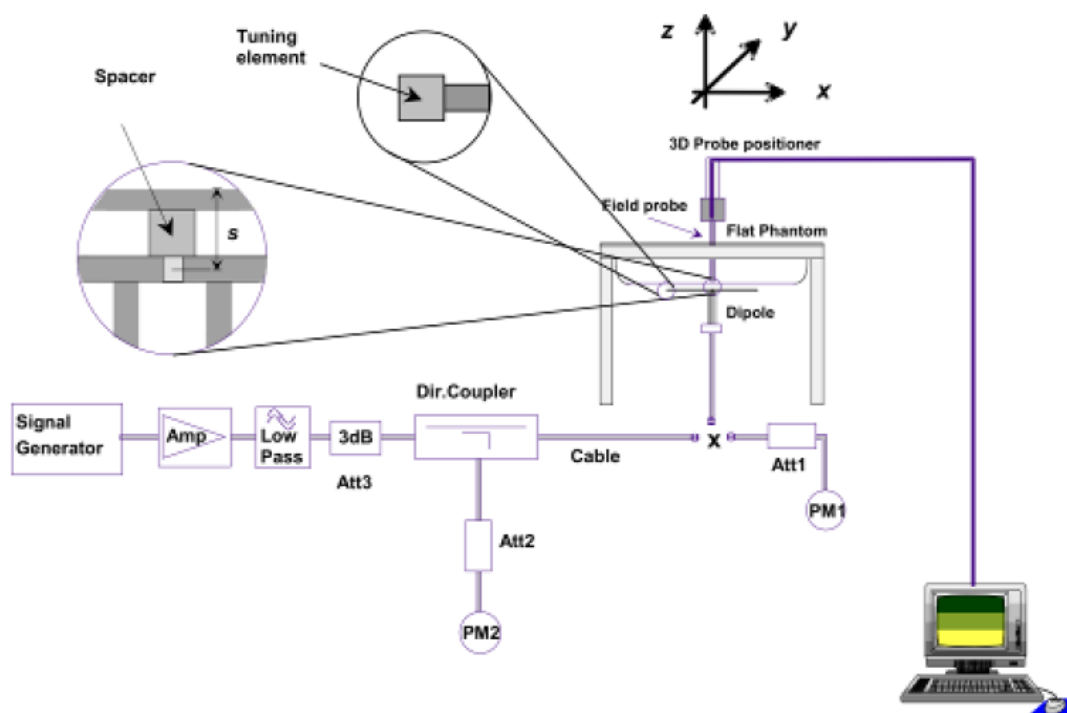 Tuning
element
Spacer
z
y
x
3D Probe positioner
s
Field probe
Flat Phantom
Dipole
Dir.Coupler
Signal
Generator
Amp
Low
Pass
3dB
Att3
Cable
x
Att1
PM1
Att2
PM2